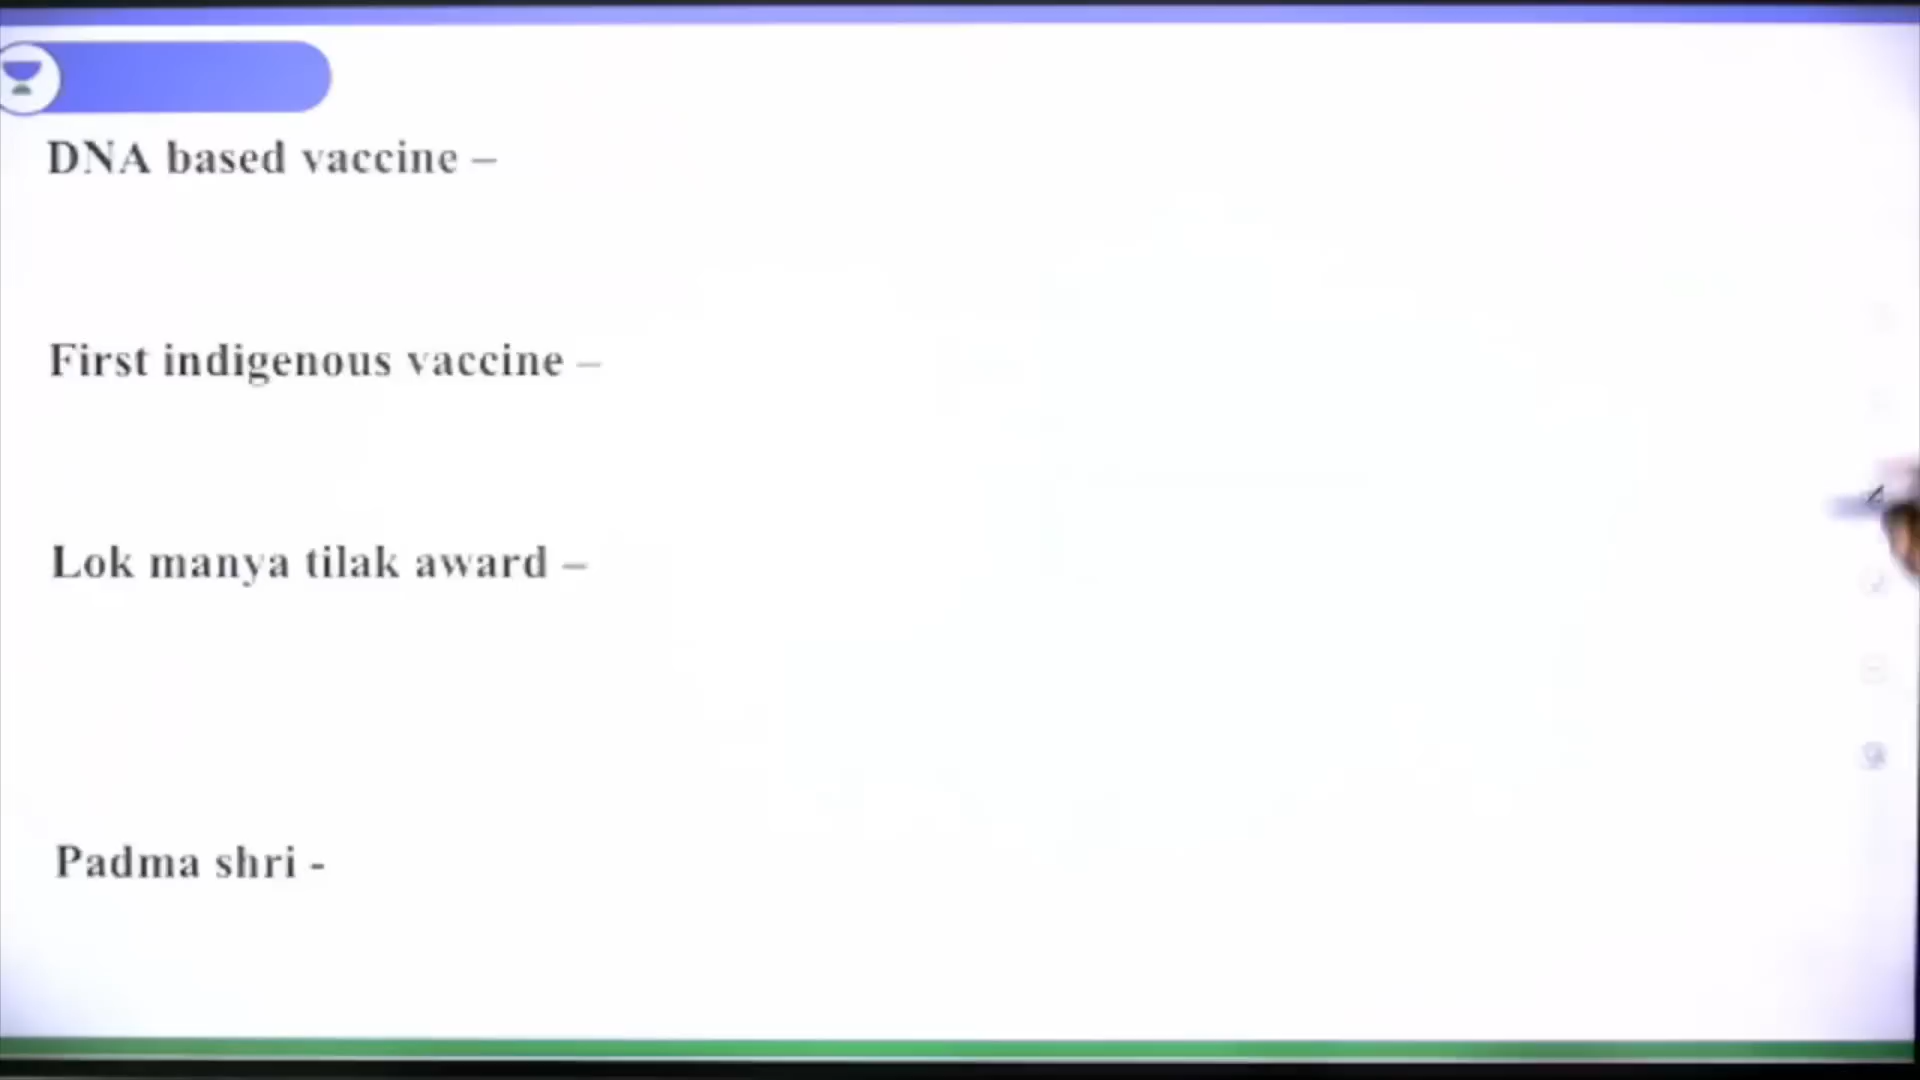 DNA based vaccine –
First indigenous vaccine –
Lok manya tilak award –
Padma shri -